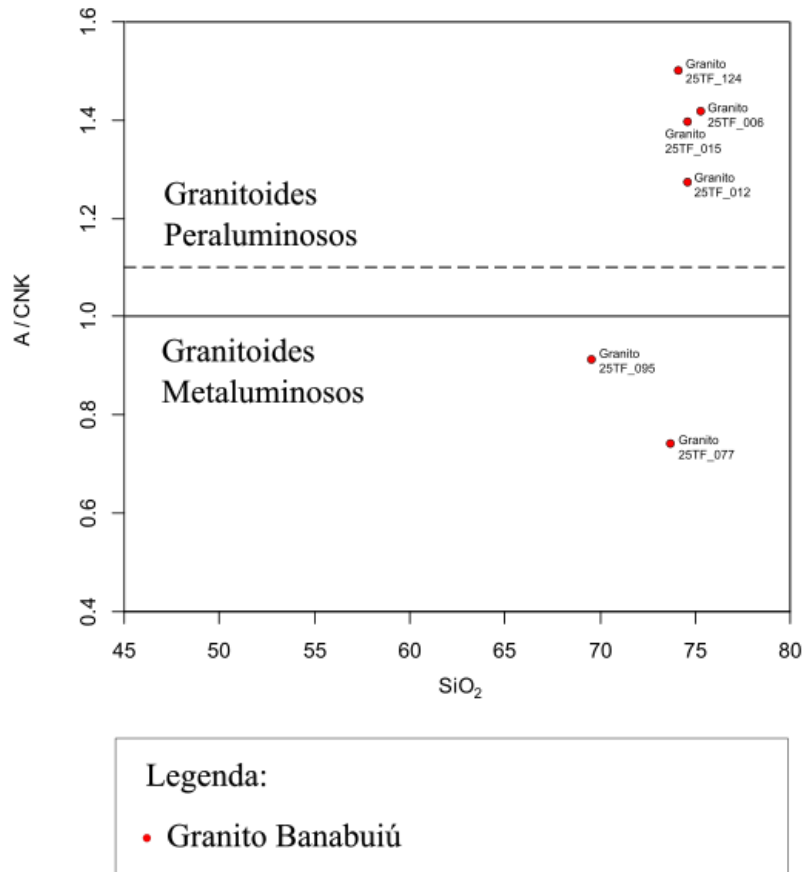 1.6
1.4
1.2
1.0
0.8
0.6
0.4
A / CNK
Granito
25TF_124
Granito
25TF_006
Granito
25TF_015
Granito
25TF_012
Granitoides
Peraluminosos
Granitoides
Metaluminosos
Granito
25TF_095
Granito
25TF_077
45 50 55 60 65 70 75 80
SiO₂
Legenda:
Granito Banabuiú